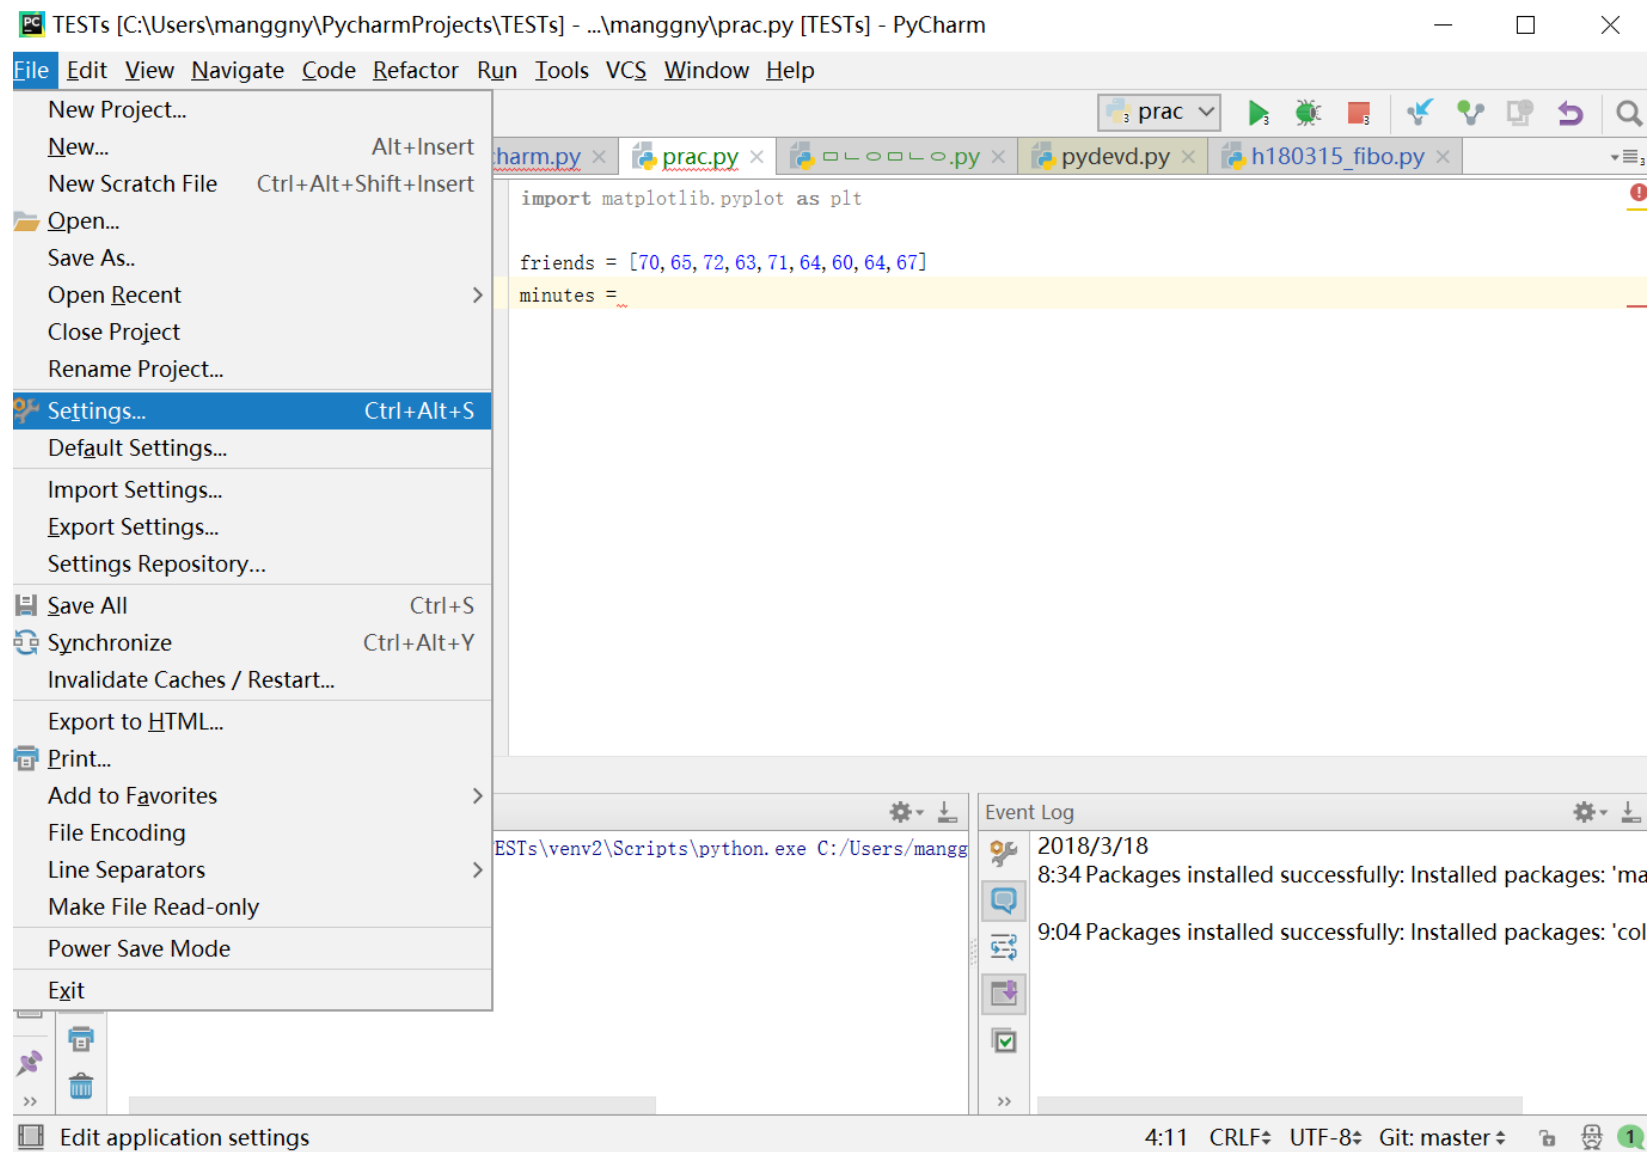 TESTs [C:\Users\manggny\PycharmProjects\TESTs] - ...\manggny\prac.py [TESTs] - PyCharm
File Edit View Navigate Code Refactor Run Tools VCS Window Help
New Project...
New... Alt+Insert
New Scratch File Ctrl+Alt+Shift+Insert
Open...
Save As..
Open Recent
Close Project
Rename Project...
Settings... Ctrl+Alt+S
Default Settings...
Import Settings...
Export Settings...
Settings Repository...
Save All Ctrl+S
Synchronize Ctrl+Alt+Y
Invalidate Caches / Restart...
Export to HTML...
Print...
Add to Favorites
File Encoding
Line Separators
Make File Read-only
Power Save Mode
Exit
prac
harm.py prac.py ㅁㄴㅇㅁㄴㅇ.py pydevd.py h180315_fibo.py
import matplotlib.pyplot as plt
friends = [70,65,72,63,71,64,60,64,67]
minutes =
ESTs\venv2\Scripts\python.exe C:/Users/mangg
Event Log
2018/3/18
8:34 Packages installed successfully: Installed packages: 'ma
9:04 Packages installed successfully: Installed packages: 'col
Edit application settings
4:11 CRLF UTF-8 Git: master 1